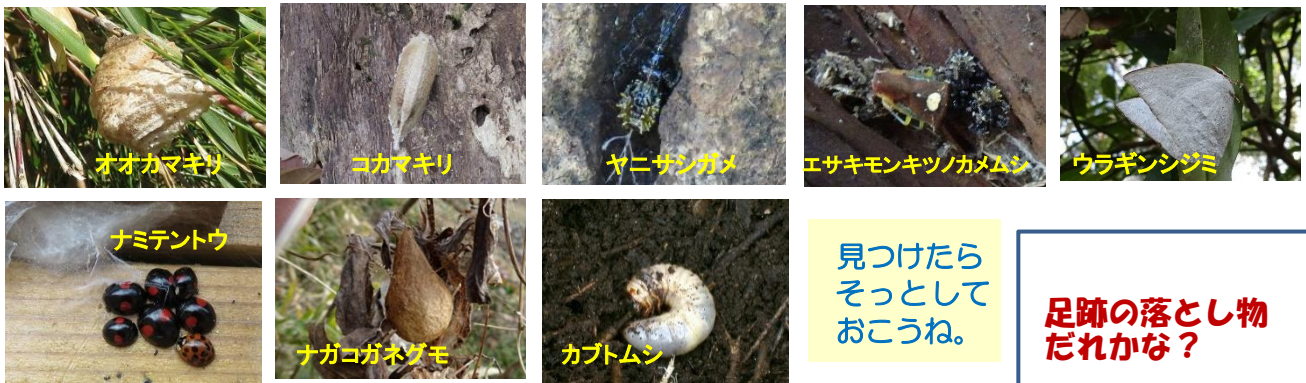 オオカマキリ
コカマキリ
ヤニサシガメ
エサキモンキツノカメムシ
ウラギンシジミ
ナミテントウ
ナガコガネグモ
カブトムシ
見つけたら
そっとして
おこうね。
足跡の落とし物
だれかな？